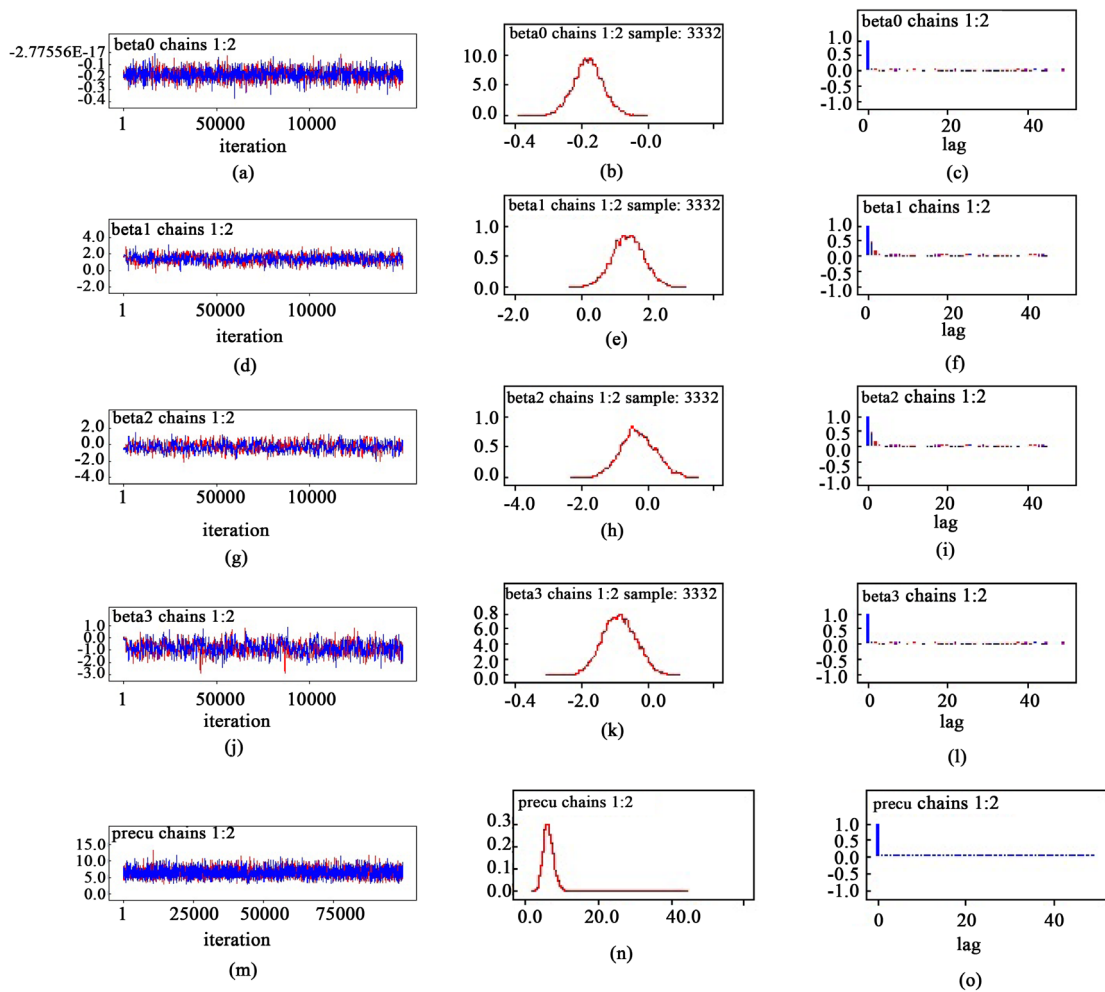 beta0 chains 1:2
-2.77556E-17
-0.1
-0.2
-0.3
-0.4
1 50000 10000
iteration
(a)
beta0 chains 1:2 sample: 3332
10.0
5.0
0.0
-0.4 -0.2 -0.0
(b)
beta0 chains 1:2
1.0
0.5
0.0
-0.5
-1.0
0 20 40
lag
(c)
beta1 chains 1:2
4.0
2.0
0.0
-2.0
1 50000 10000
iteration
(d)
beta1 chains 1:2 sample: 3332
1.0
0.5
0.0
-2.0 0.0 2.0
(e)
beta1 chains 1:2
1.0
0.5
0.0
-0.5
-1.0
0 20 40
lag
(f)
beta2 chains 1:2
2.0
0.0
-2.0
-4.0
1 50000 10000
iteration
(g)
beta2 chains 1:2 sample: 3332
1.0
0.5
0.0
-4.0 -2.0 0.0
(h)
beta2 chains 1:2
1.0
0.5
0.0
-0.5
-1.0
0 20 40
lag
(i)
beta3 chains 1:2
1.0
0.0
-1.0
-2.0
-3.0
1 50000 10000
iteration
(j)
beta3 chains 1:2 sample: 3332
0.8
6.0
4.0
2.0
0.0
-0.4 -2.0 0.0
(k)
beta3 chains 1:2
1.0
0.5
0.0
-0.5
-1.0
0 20 40
lag
(l)
precu chains 1:2
15.0
10.0
5.0
0.0
1 25000 50000 75000
iteration
(m)
precu chains 1:2
0.3
0.2
0.1
0.0
0.0 20.0 40.0
(n)
precu chains 1:2
1.0
0.5
0.0
-0.5
-1.0
0 20 40
lag
(o)